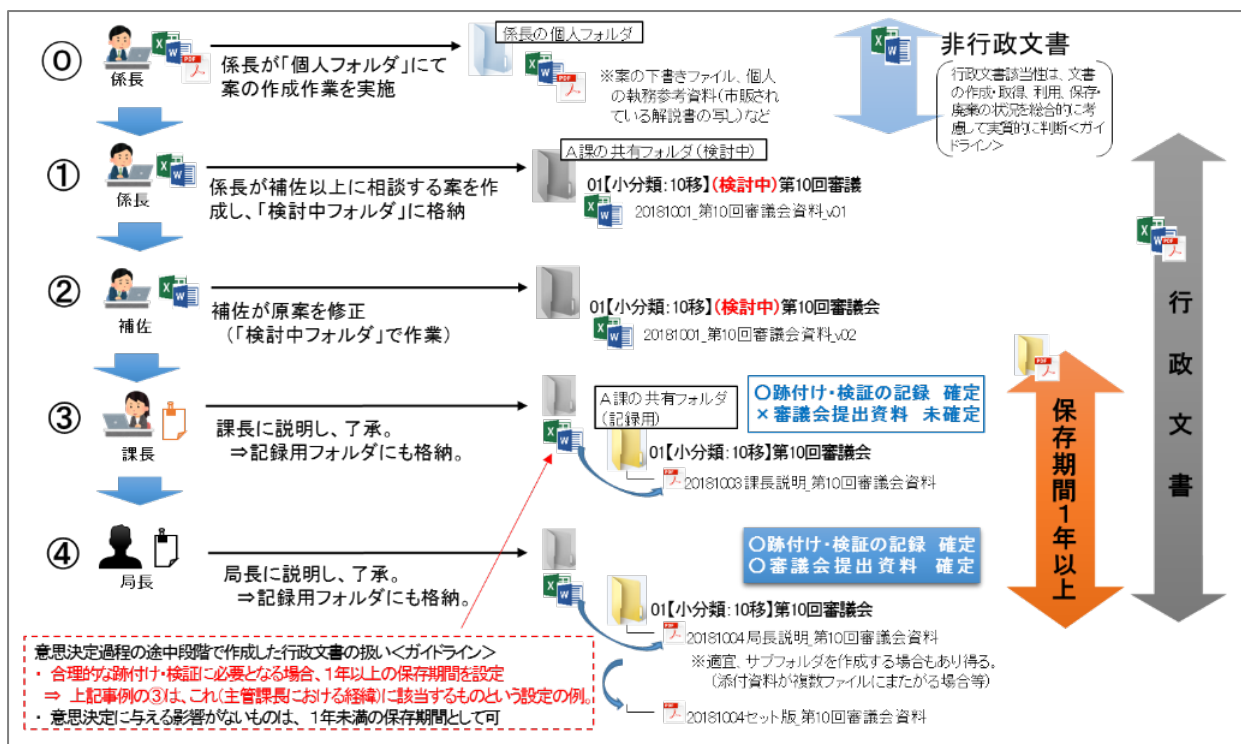 ⓪
係長
係長が「個人フォルダ」にて
案の作成作業を実施
係長の個人フォルダ
※案の下書きファイル、個人
の執務参考資料(市販され
ている解説書の写し)など
非行政文書
行政文書該当性は、文書
の作成・取得、利用、保存・
廃棄の状況を総合的に考
慮して実質的に判断<ガイ
ドライン>
①
係長
係長が補佐以上に相談する案を作
成し、「検討中フォルダ」に格納
A課の共有フォルダ(検討中)
01【小分類:10移】(検討中)第10回審議
20181001_第10回審議会資料_v01
②
補佐
補佐が原案を修正
(「検討中フォルダ」で作業)
01【小分類:10移】(検討中)第10回審議会
20181001_第10回審議会資料_v02
③
課長
課長に説明し、了承。
⇒記録用フォルダにも格納。
A課の共有フォルダ
(記録用)
○跡付け・検証の記録 確定
×審議会提出資料 未確定
01【小分類:10移】第10回審議会
20181003課長説明_第10回審議会資料
④
局長
局長に説明し、了承。
⇒記録用フォルダにも格納。
○跡付け・検証の記録 確定
○審議会提出資料 確定
01【小分類:10移】第10回審議会
20181004局長説明_第10回審議会資料
※適宜、サブフォルダを作成する場合もあり得る。
(添付資料が複数ファイルにまたがる場合等)
20181004セット版_第10回審議会資料
保存期間1年以上
行政文書
意思決定過程の途中段階で作成した行政文書の扱い<ガイドライン>
・ 合理的な跡付け・検証に必要となる場合、1年以上の保存期間を設定
⇒ 上記事例の③は、これ(主管課長における経緯)に該当するものという設定の例。
・ 意思決定に与える影響がないものは、1年未満の保存期間として可